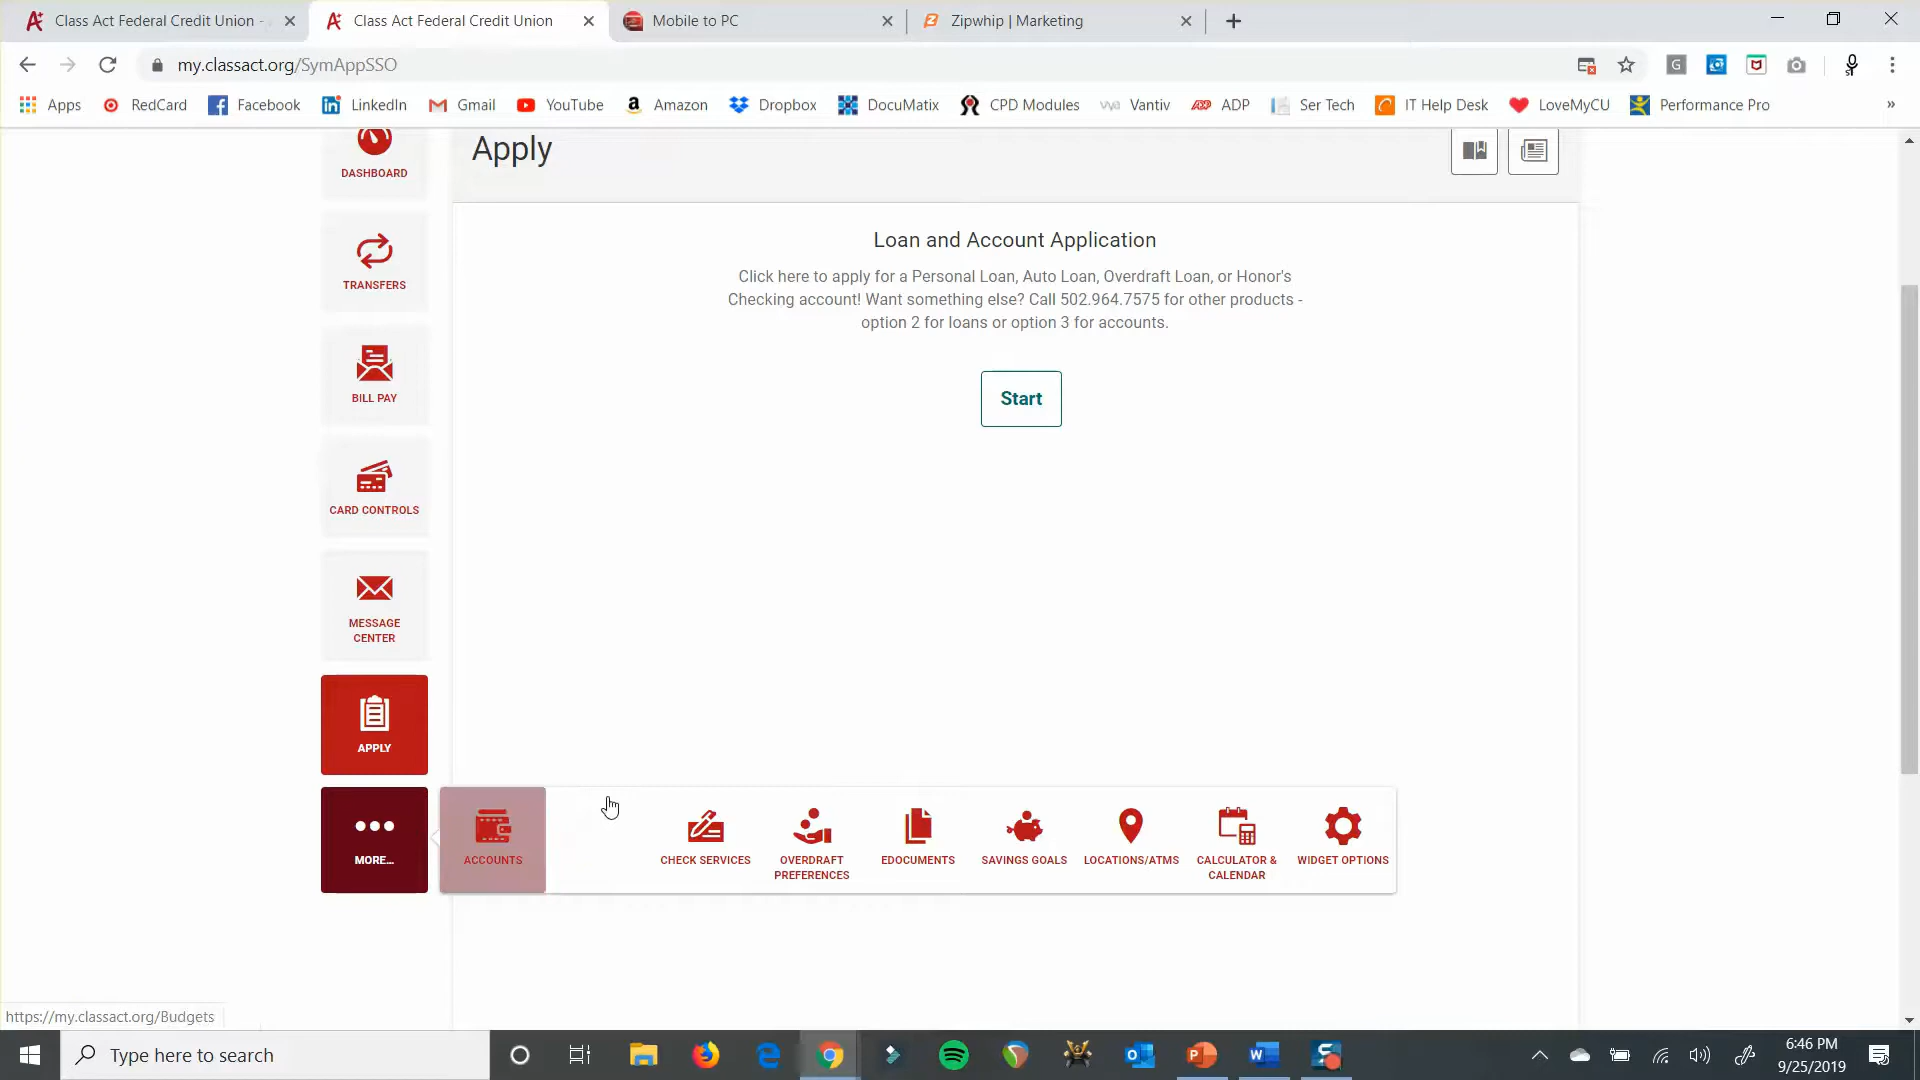 Class Act Federal Credit Union -
Class Act Federal Credit Union
Mobile to PC
Zipwhip | Marketing
my.classact.org/SymAppSSO
Apps
RedCard
Facebook
LinkedIn
Gmail
YouTube
Amazon
Dropbox
DocuMatix
CPD Modules
Vantiv
ADP
Ser Tech
IT Help Desk
LoveMyCU
Performance Pro
»
DASHBOARD
TRANSFERS
BILL PAY
CARD CONTROLS
MESSAGE
CENTER
APPLY
MORE...
Apply
Loan and Account Application
Click here to apply for a Personal Loan, Auto Loan, Overdraft Loan, or Honor's
Checking account! Want something else? Call 502.964.7575 for other products -
option 2 for loans or option 3 for accounts.
Start
ACCOUNTS
CHECK SERVICES
OVERDRAFT
PREFERENCES
EDOCUMENTS
SAVINGS GOALS
LOCATIONS/ATMS
CALCULATOR &
CALENDAR
WIDGET OPTIONS
https://my.classact.org/Budgets
Type here to search
6:46 PM
9/25/2019